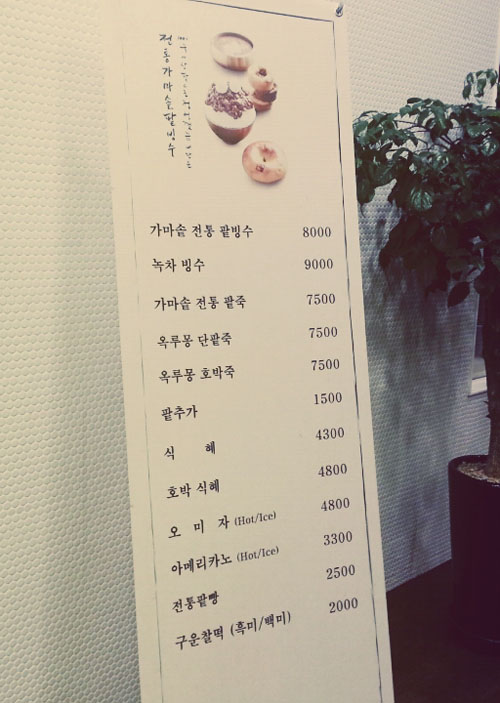 전통가마솥팥빙수
가마솥 전통 팥빙수 8000
녹차 빙수 9000
가마솥 전통 팥죽 7500
옥루몽 단팥죽 7500
옥루몽 호박죽 7500
팥추가 1500
식 혜 4300
호박 식혜 4800
오 미 자 (Hot/Ice) 4800
아메리카노 (Hot/Ice) 3300
전통팥빵 2500
구운찰떡 (흑미/백미) 2000